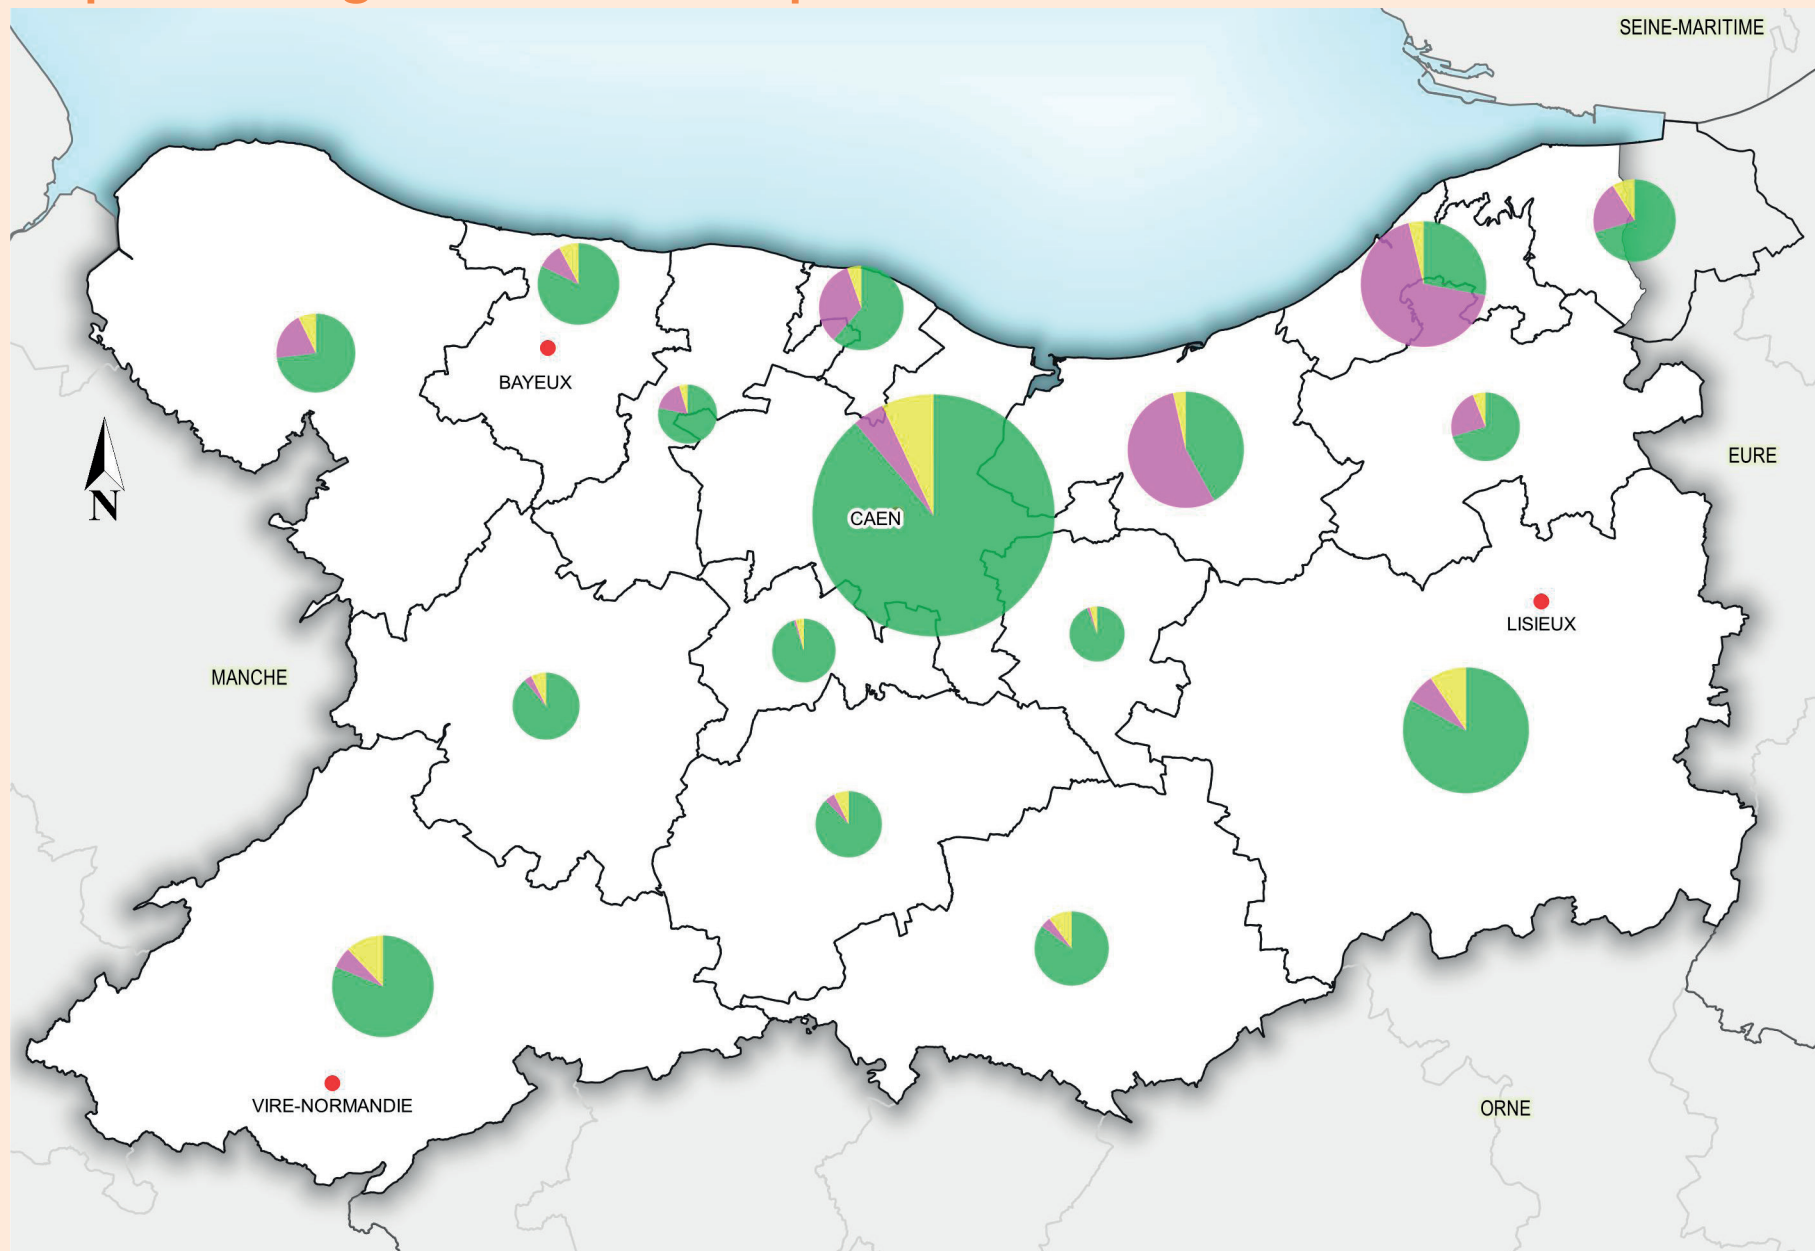 SEINE-MARITIME
BAYEUX
EURE
N
CAEN
LISIEUX
MANCHE
VIRE-NORMANDIE
ORNE